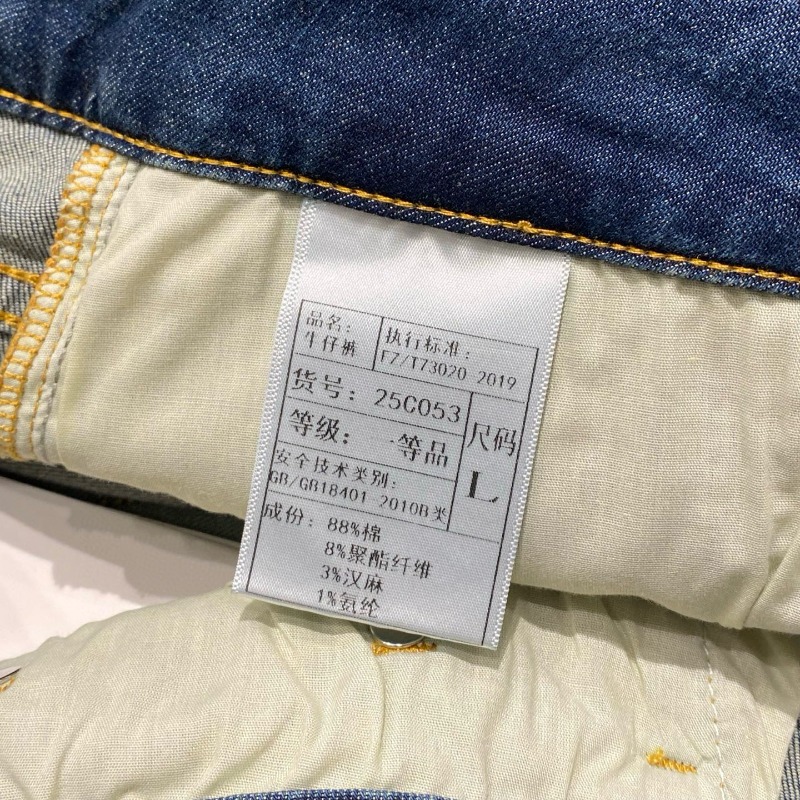 品名：
牛仔裤
执行标准：
FZ/T73020 2019
货号：25C053
等级：一等品
尺码
L
安全技术类别：
GB/GB18401 2010B类
成份：88%棉
8%聚酯纤维
3%汉麻
1%氨纶